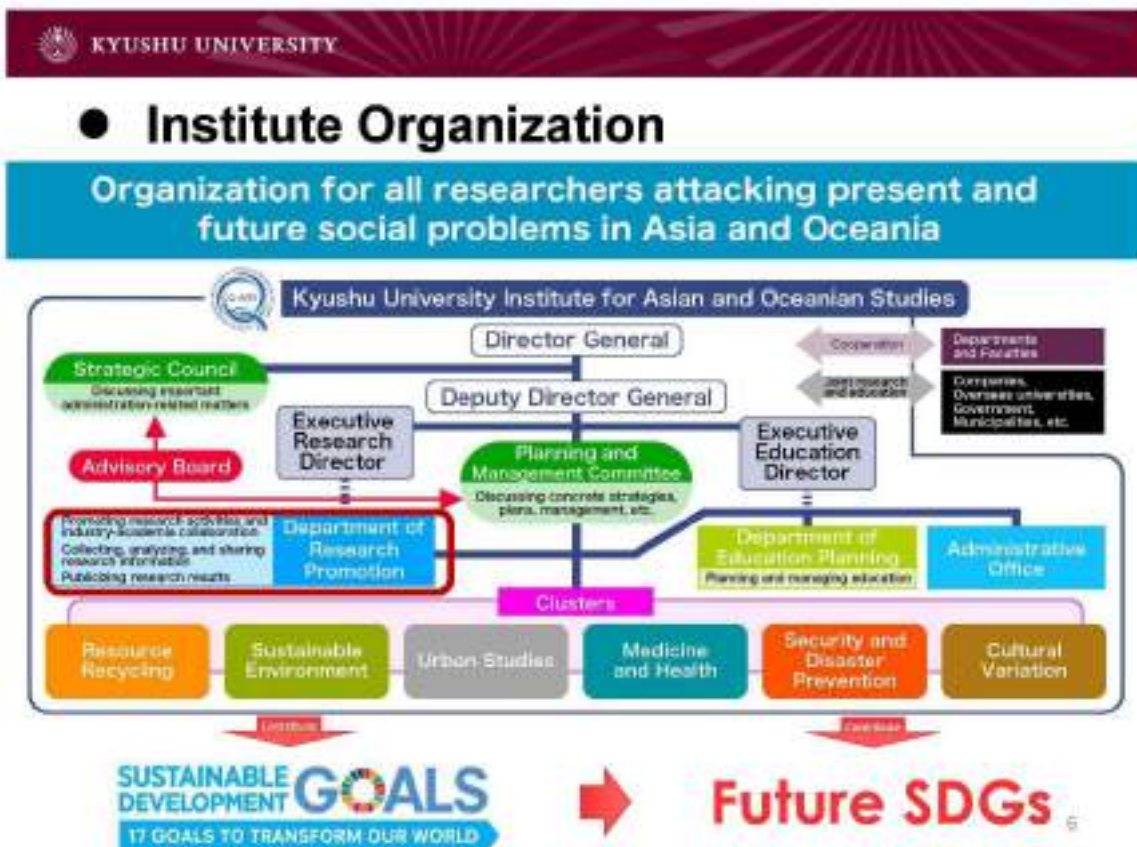 KYUSHU UNIVERSITY
● Institute Organization
Organization for all researchers attacking present and
future social problems in Asia and Oceania
Kyushu University Institute for Asian and Oceanian Studies
Director General
Cooperation
Departments
and Faculties
Strategic Council
Discussing important
administration-related matters
Deputy Director General
Joint research
and education
Companies,
Overseas universities,
Government,
Municipalities, etc.
Executive
Research
Director
Executive
Education
Director
Advisory Board
Planning and
Management Committee
Discussing concrete strategies,
plans, management, etc.
Promoting research activities and
industry-academia collaboration
Collecting, analyzing, and sharing
research information
Publicizing research results
Department of
Research
Promotion
Department of
Education Planning
Planning and managing education
Administrative
Office
Clusters
Resource
Recycling
Sustainable
Environment
Urban Studies
Medicine
and Health
Security and
Disaster
Prevention
Cultural
Variation
Contribute
Contribute
SUSTAINABLE
DEVELOPMENT GOALS
17 GOALS TO TRANSFORM OUR WORLD
Future SDGs
6